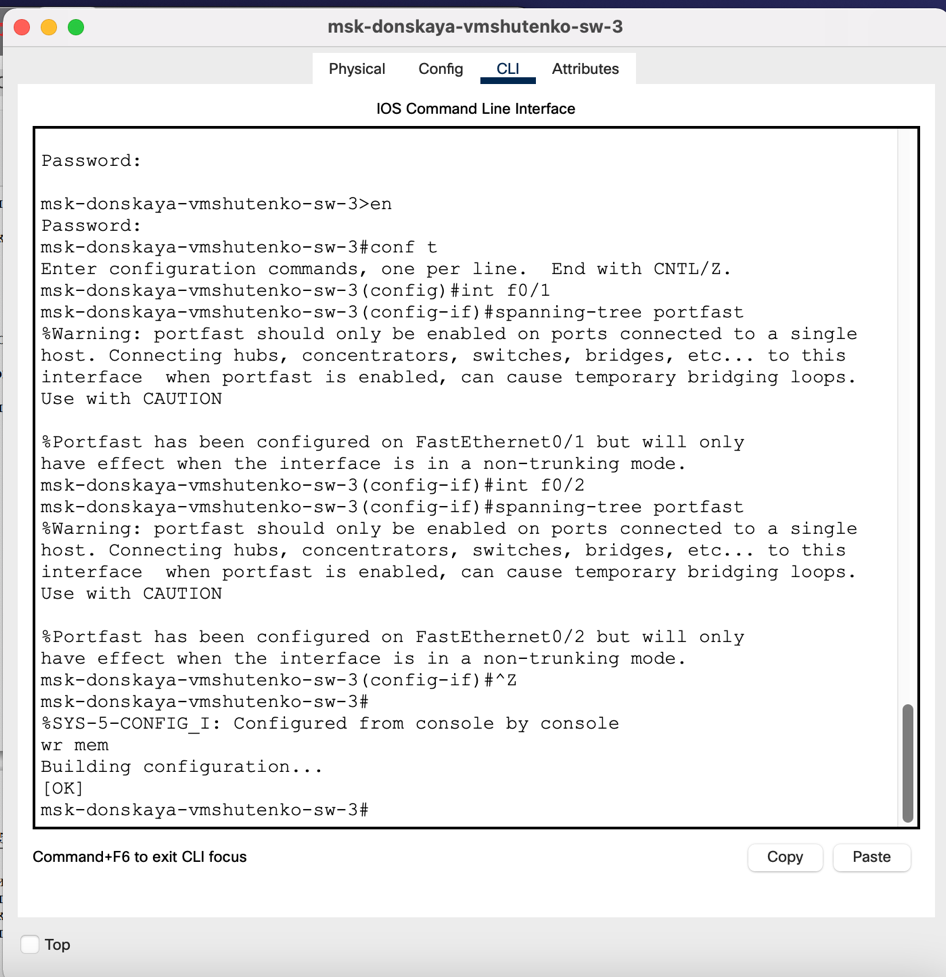 msk-donskaya-vmshutenko-sw-3
Physical Config CLI Attributes
IOS Command Line Interface
Password:
msk-donskaya-vmshutenko-sw-3>en
Password:
msk-donskaya-vmshutenko-sw-3#conf t
Enter configuration commands, one per line.  End with CNTL/Z.
msk-donskaya-vmshutenko-sw-3(config)#int f0/1
msk-donskaya-vmshutenko-sw-3(config-if)#spanning-tree portfast
%Warning: portfast should only be enabled on ports connected to a single
host. Connecting hubs, concentrators, switches, bridges, etc... to this
interface  when portfast is enabled, can cause temporary bridging loops.
Use with CAUTION
%Portfast has been configured on FastEthernet0/1 but will only
have effect when the interface is in a non-trunking mode.
msk-donskaya-vmshutenko-sw-3(config-if)#int f0/2
msk-donskaya-vmshutenko-sw-3(config-if)#spanning-tree portfast
%Warning: portfast should only be enabled on ports connected to a single
host. Connecting hubs, concentrators, switches, bridges, etc... to this
interface  when portfast is enabled, can cause temporary bridging loops.
Use with CAUTION
%Portfast has been configured on FastEthernet0/2 but will only
have effect when the interface is in a non-trunking mode.
msk-donskaya-vmshutenko-sw-3(config-if)#^Z
msk-donskaya-vmshutenko-sw-3#
%SYS-5-CONFIG_I: Configured from console by console
wr mem
Building configuration...
[OK]
msk-donskaya-vmshutenko-sw-3#
Command+F6 to exit CLI focus
Copy Paste
Top